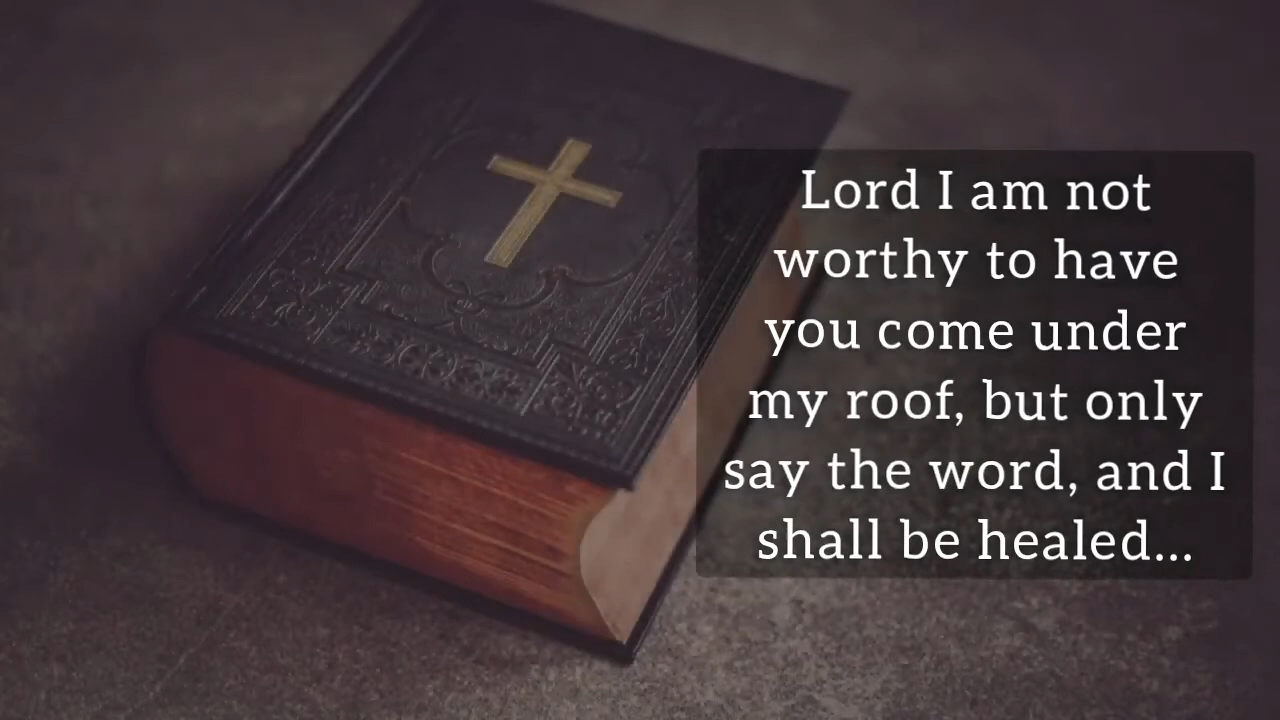 Lord I am not
worthy to have
you come under
my roof, but only
say the word, and I
shall be healed...